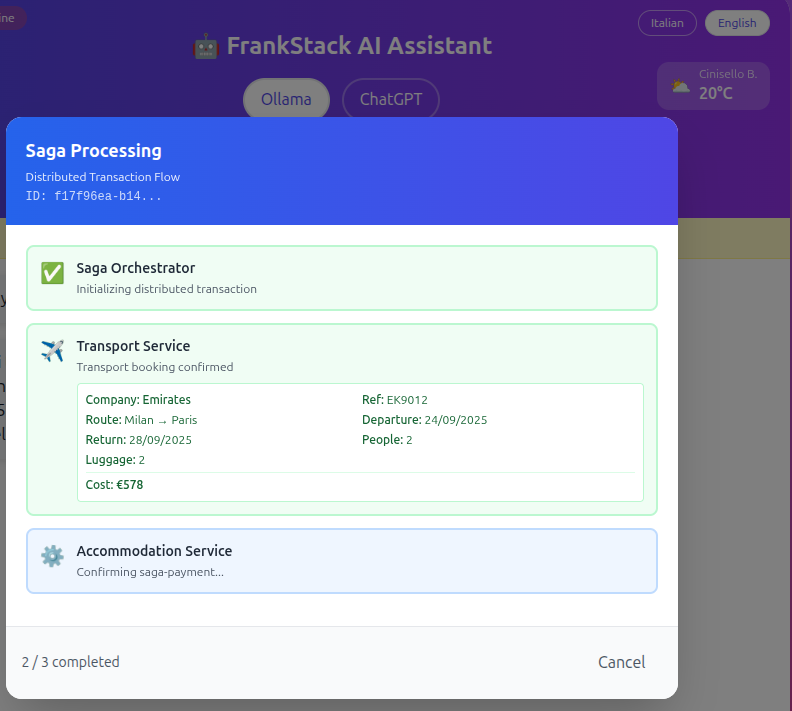 ine
Italian
English
FrankStack AI Assistant
Cinisello B.
20°C
Ollama
ChatGPT
Saga Processing
Distributed Transaction Flow
ID: f17f96ea-b14...
Saga Orchestrator
Initializing distributed transaction
Transport Service
Transport booking confirmed
Company: Emirates
Ref: EK9012
Route: Milan → Paris
Departure: 24/09/2025
Return: 28/09/2025
People: 2
Luggage: 2
Cost: €578
Accommodation Service
Confirming saga-payment...
2 / 3 completed
Cancel